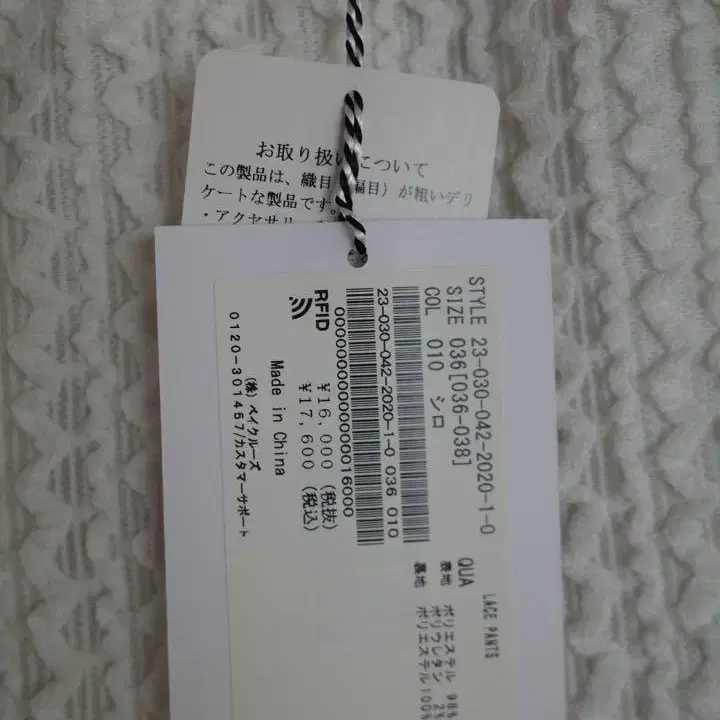 お取り扱いについて
この製品は、織目(編目)が粗いデリ
ケートな製品です。
・アクセサリー
STYLE 23-030-042-2020-1-0
SIZE 036[036-038]
COL 010 シロ
23-030-042-2020-1-0 036 010
0000000000000000016000
RFID
¥16,000 (税抜)
¥17,600 (税込)
Made in China
(株)ベイクルーズ
0120-301457/カスタマーサポート
LACE PANTS
QUA
表地 ポリエステル 98%
ポリウレタン 2%
裏地 ポリエステル100%